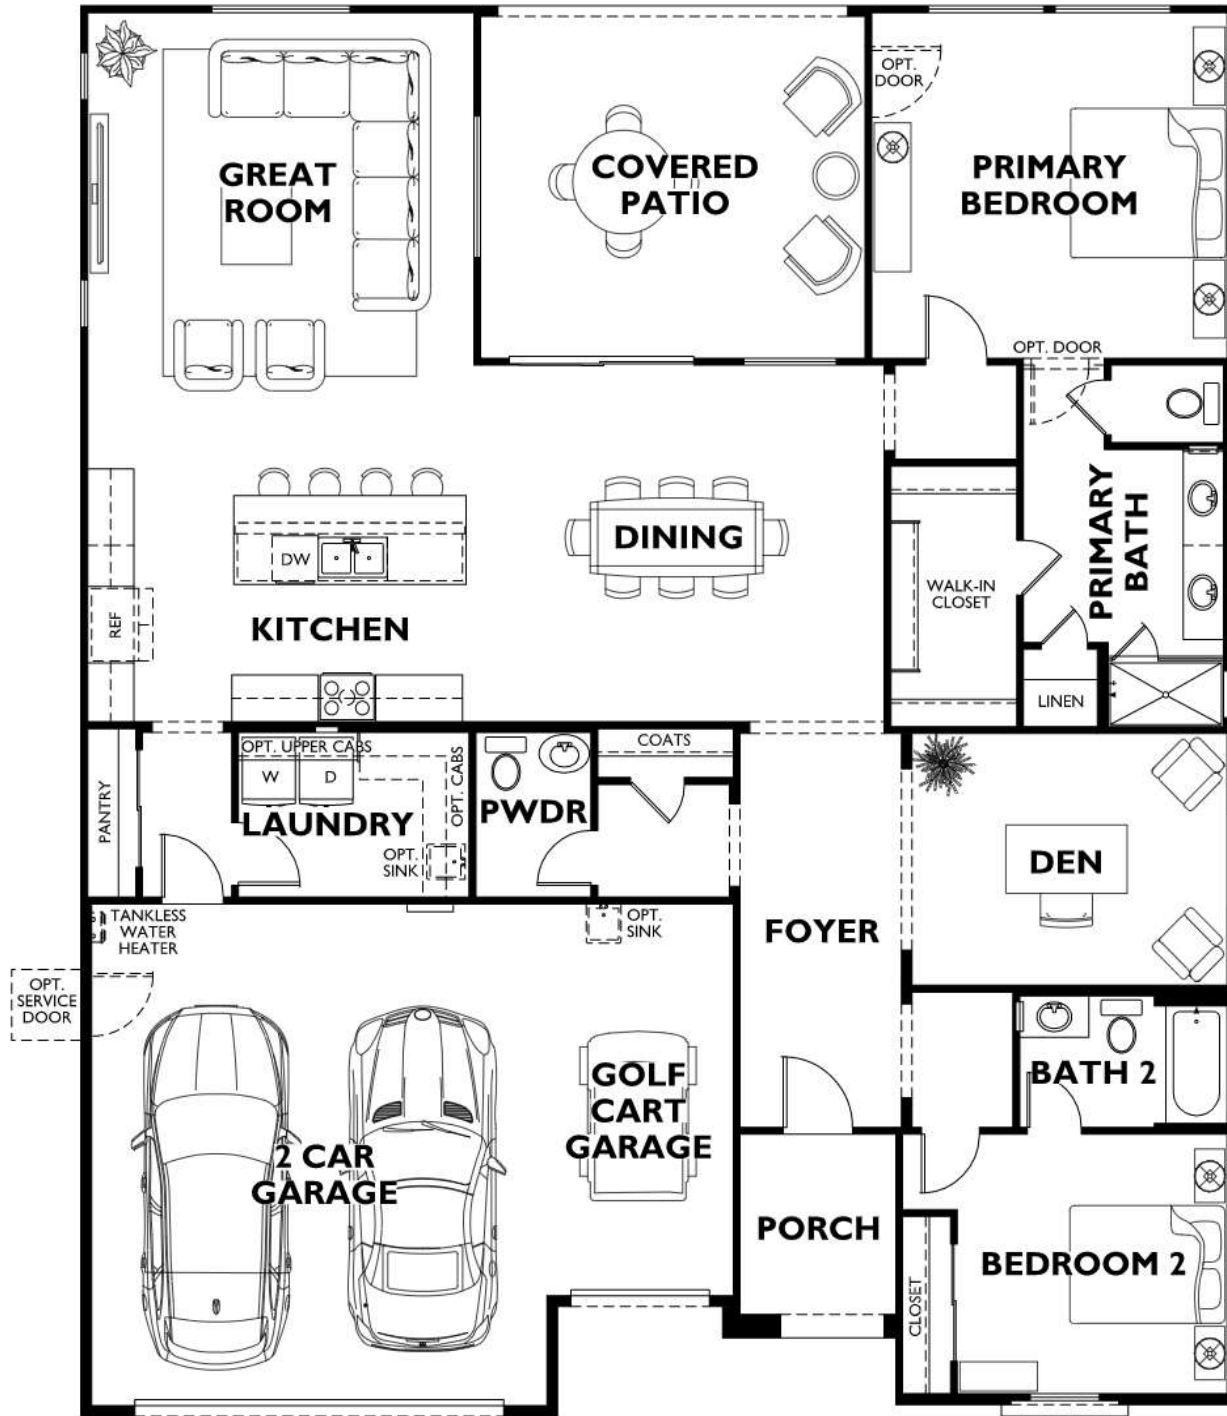 OPT.
DOOR
GREAT
ROOM
COVERED
PATIO
PRIMARY
BEDROOM
OPT. DOOR
PRIMARY
BATH
DINING
DW
WALK-IN
CLOSET
REF
KITCHEN
LINEN
OPT. UPPER CABS
COATS
W
D
OPT. CABS
PANTRY
LAUNDRY
PWDR
OPT.
SINK
DEN
TANKLESS
WATER
HEATER
OPT.
SINK
FOYER
OPT.
SERVICE
DOOR
GOLF
CART
GARAGE
BATH 2
2 CAR
GARAGE
PORCH
BEDROOM 2
CLOSET